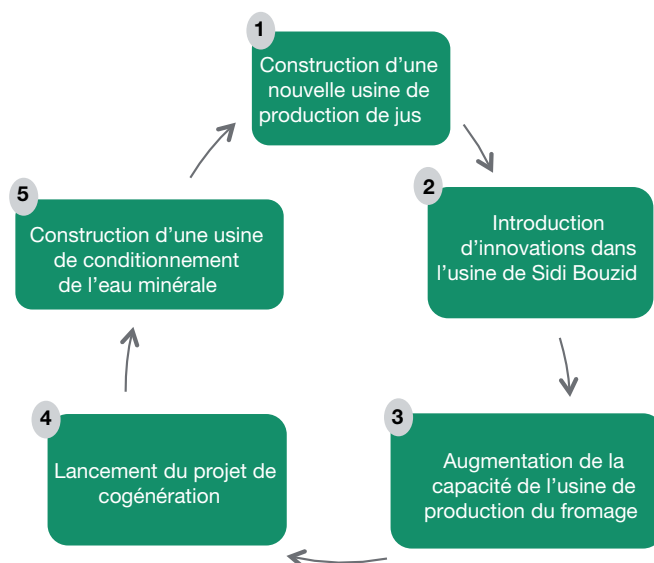 1
Construction d’une
nouvelle usine de
production de jus
2
Introduction
d’innovations dans
l’usine de Sidi Bouzid
3
Augmentation de la
capacité de l’usine de
production du fromage
4
Lancement du projet de
cogénération
5
Construction d’une usine
de conditionnement
de l’eau minérale